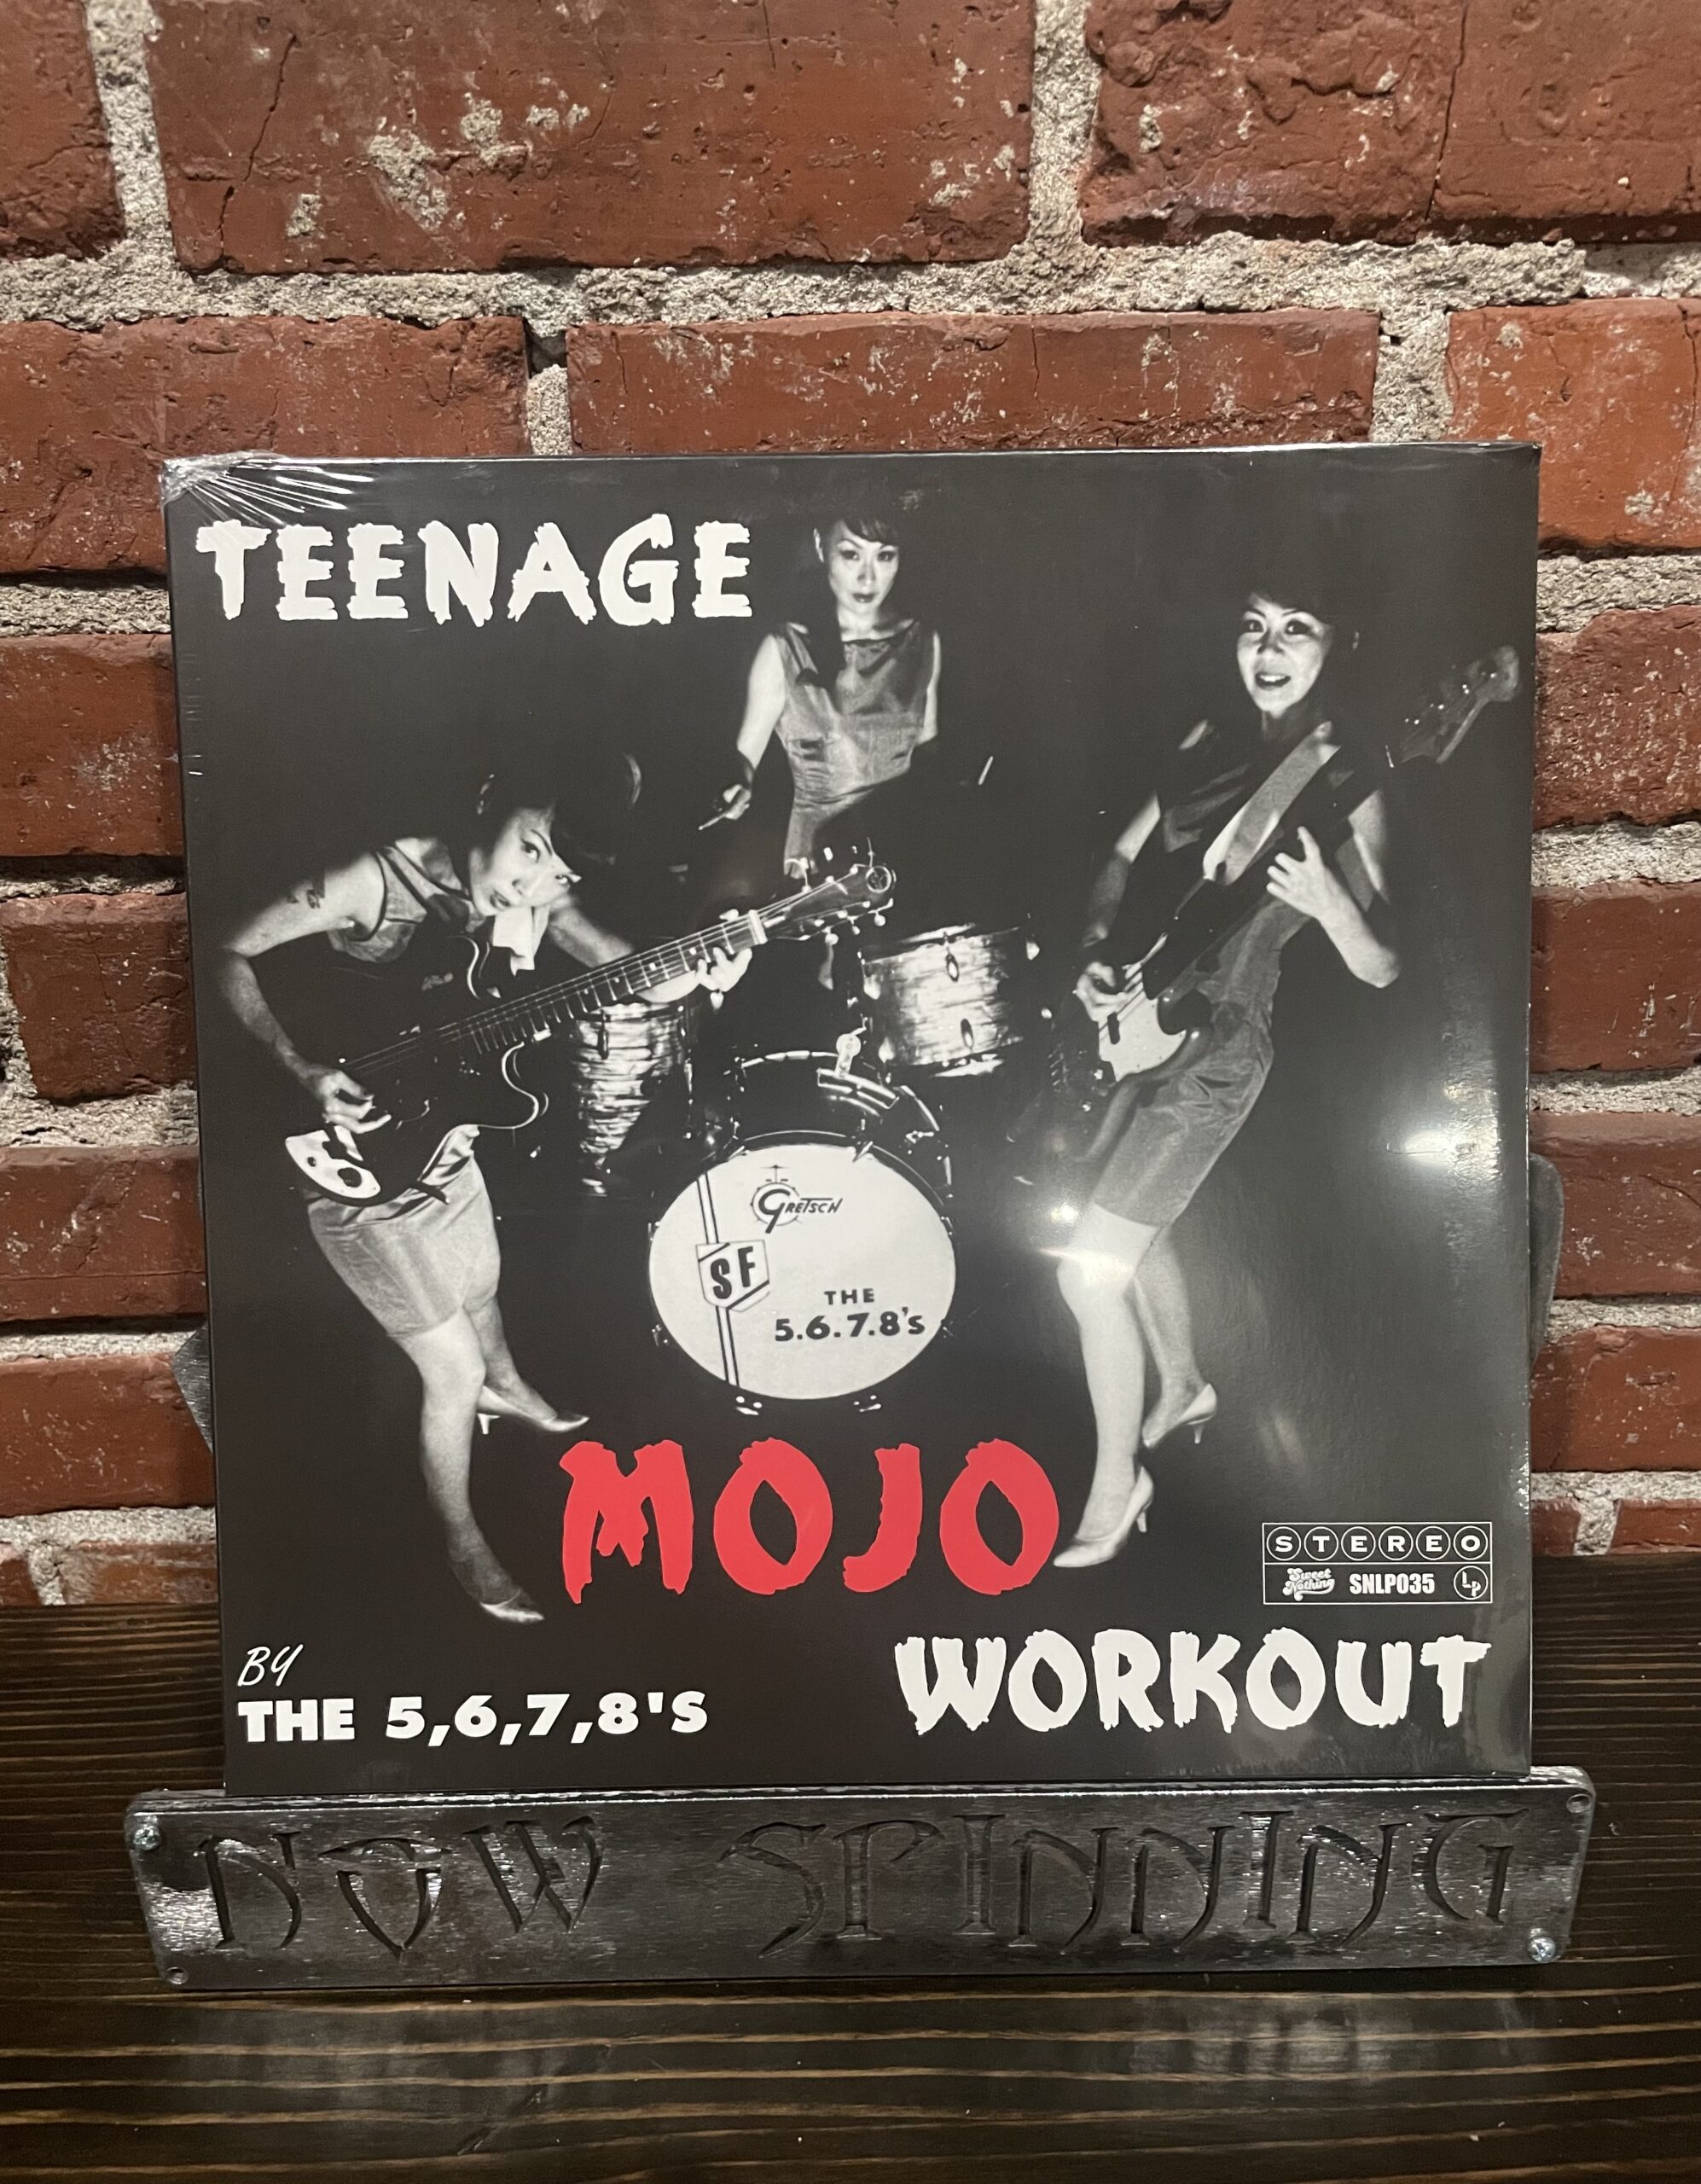 TEENAGE
GRETSCH
SF
THE
5.6.7.8's
MOJO
STEREO
Sweet Nothing SNLP035 LP
WORKOUT
BY
THE 5,6,7,8'S
NOW SPINNING